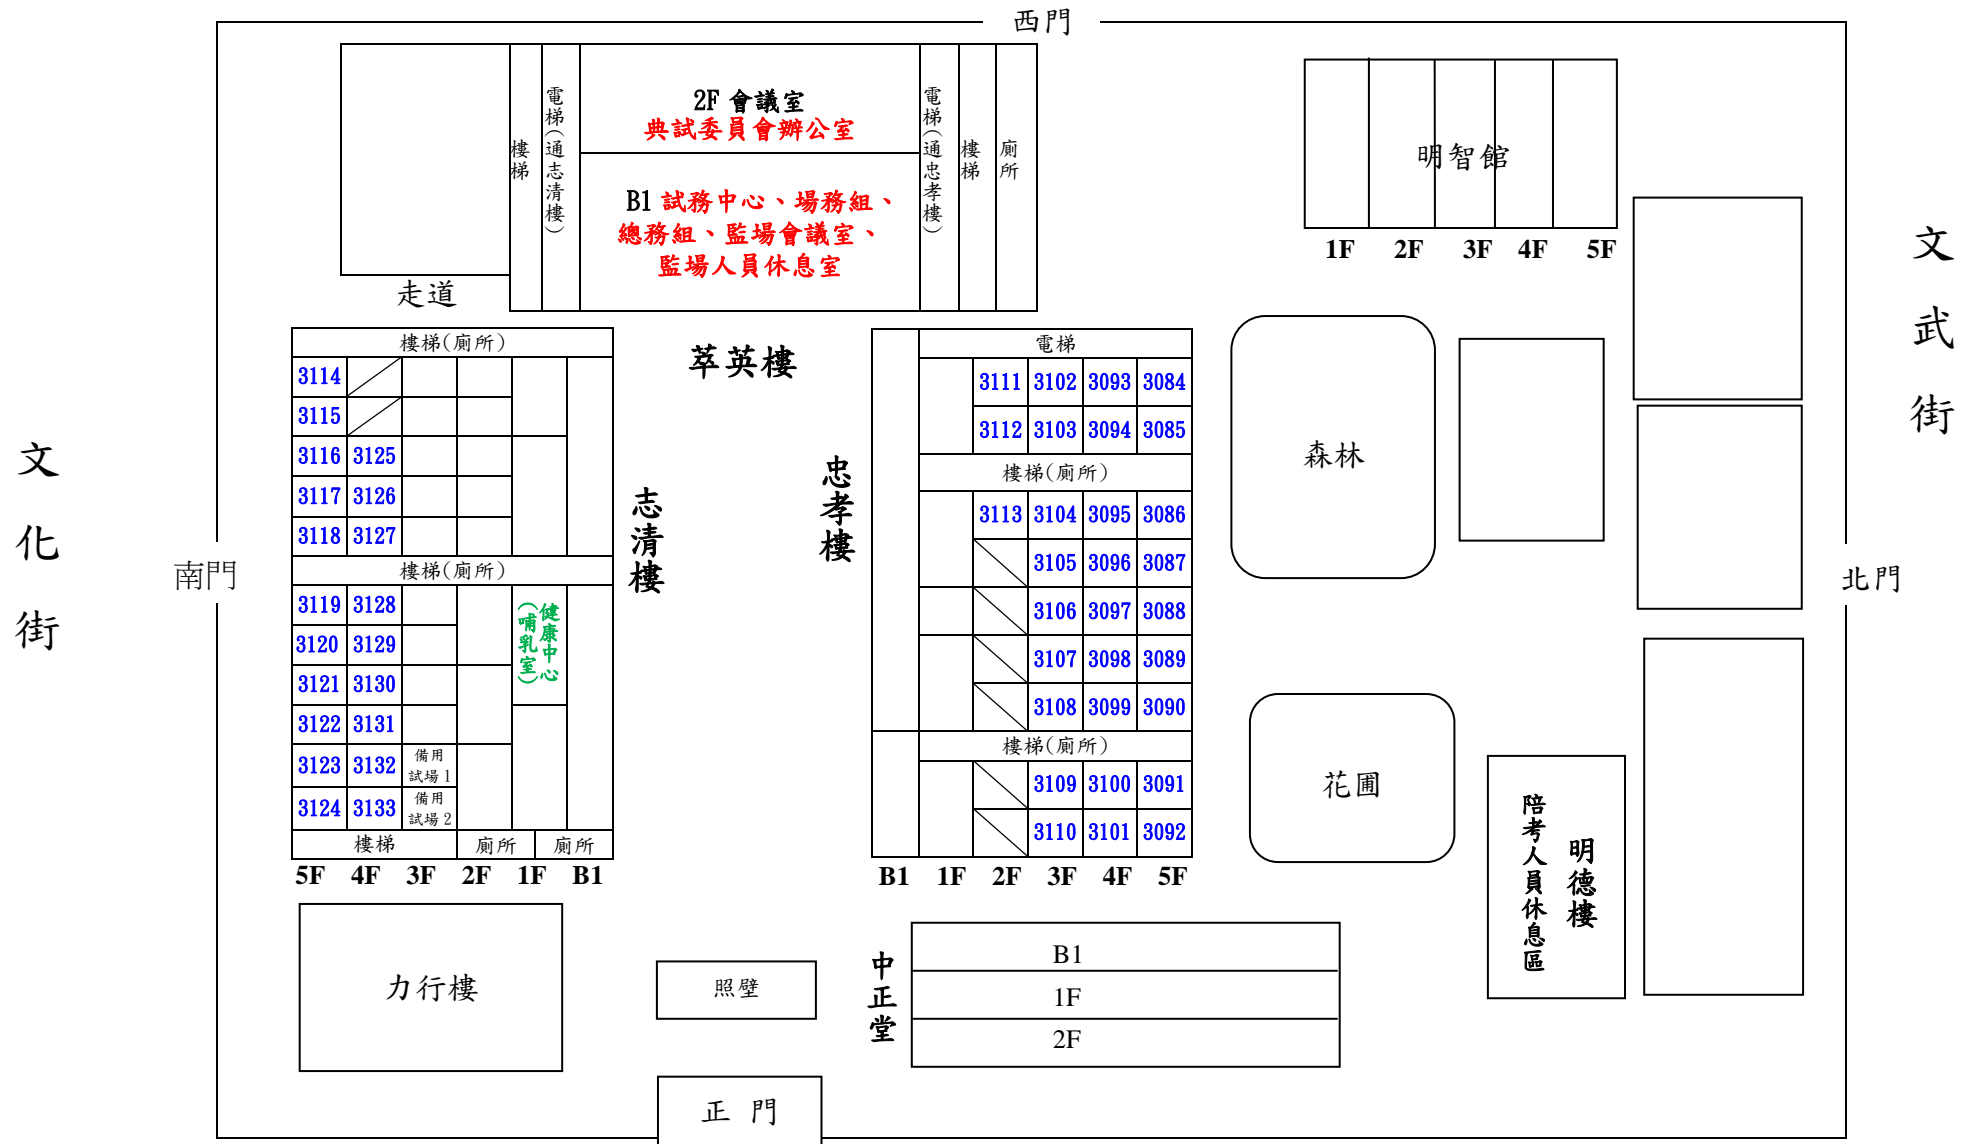 西門
文化街
南門
文武街
北門
樓梯
電梯(通志清樓)
2F 會議室
典試委員會辦公室
B1 試務中心、場務組、
總務組、監場會議室、
監場人員休息室
電梯(通忠孝樓)
樓梯
廁所
走道
萃英樓
明智館
1F 2F 3F 4F 5F
樓梯(廁所)
3114
3115
3116 3125
3117 3126
3118 3127
樓梯(廁所)
3119 3128
3120 3129
3121 3130
3122 3131
3123 3132 備用
試場 1
3124 3133 備用
試場 2
健康中心
(哺乳室)
樓梯 廁所 廁所
5F 4F 3F 2F 1F B1
志清樓
忠孝樓
電梯
3111 3102 3093 3084
3112 3103 3094 3085
樓梯(廁所)
3113 3104 3095 3086
3105 3096 3087
3106 3097 3088
3107 3098 3089
3108 3099 3090
樓梯(廁所)
3109 3100 3091
3110 3101 3092
B1 1F 2F 3F 4F 5F
森林
花圃
明德樓
陪考人員休息區
力行樓
照壁
中正堂
B1
1F
2F
正 門